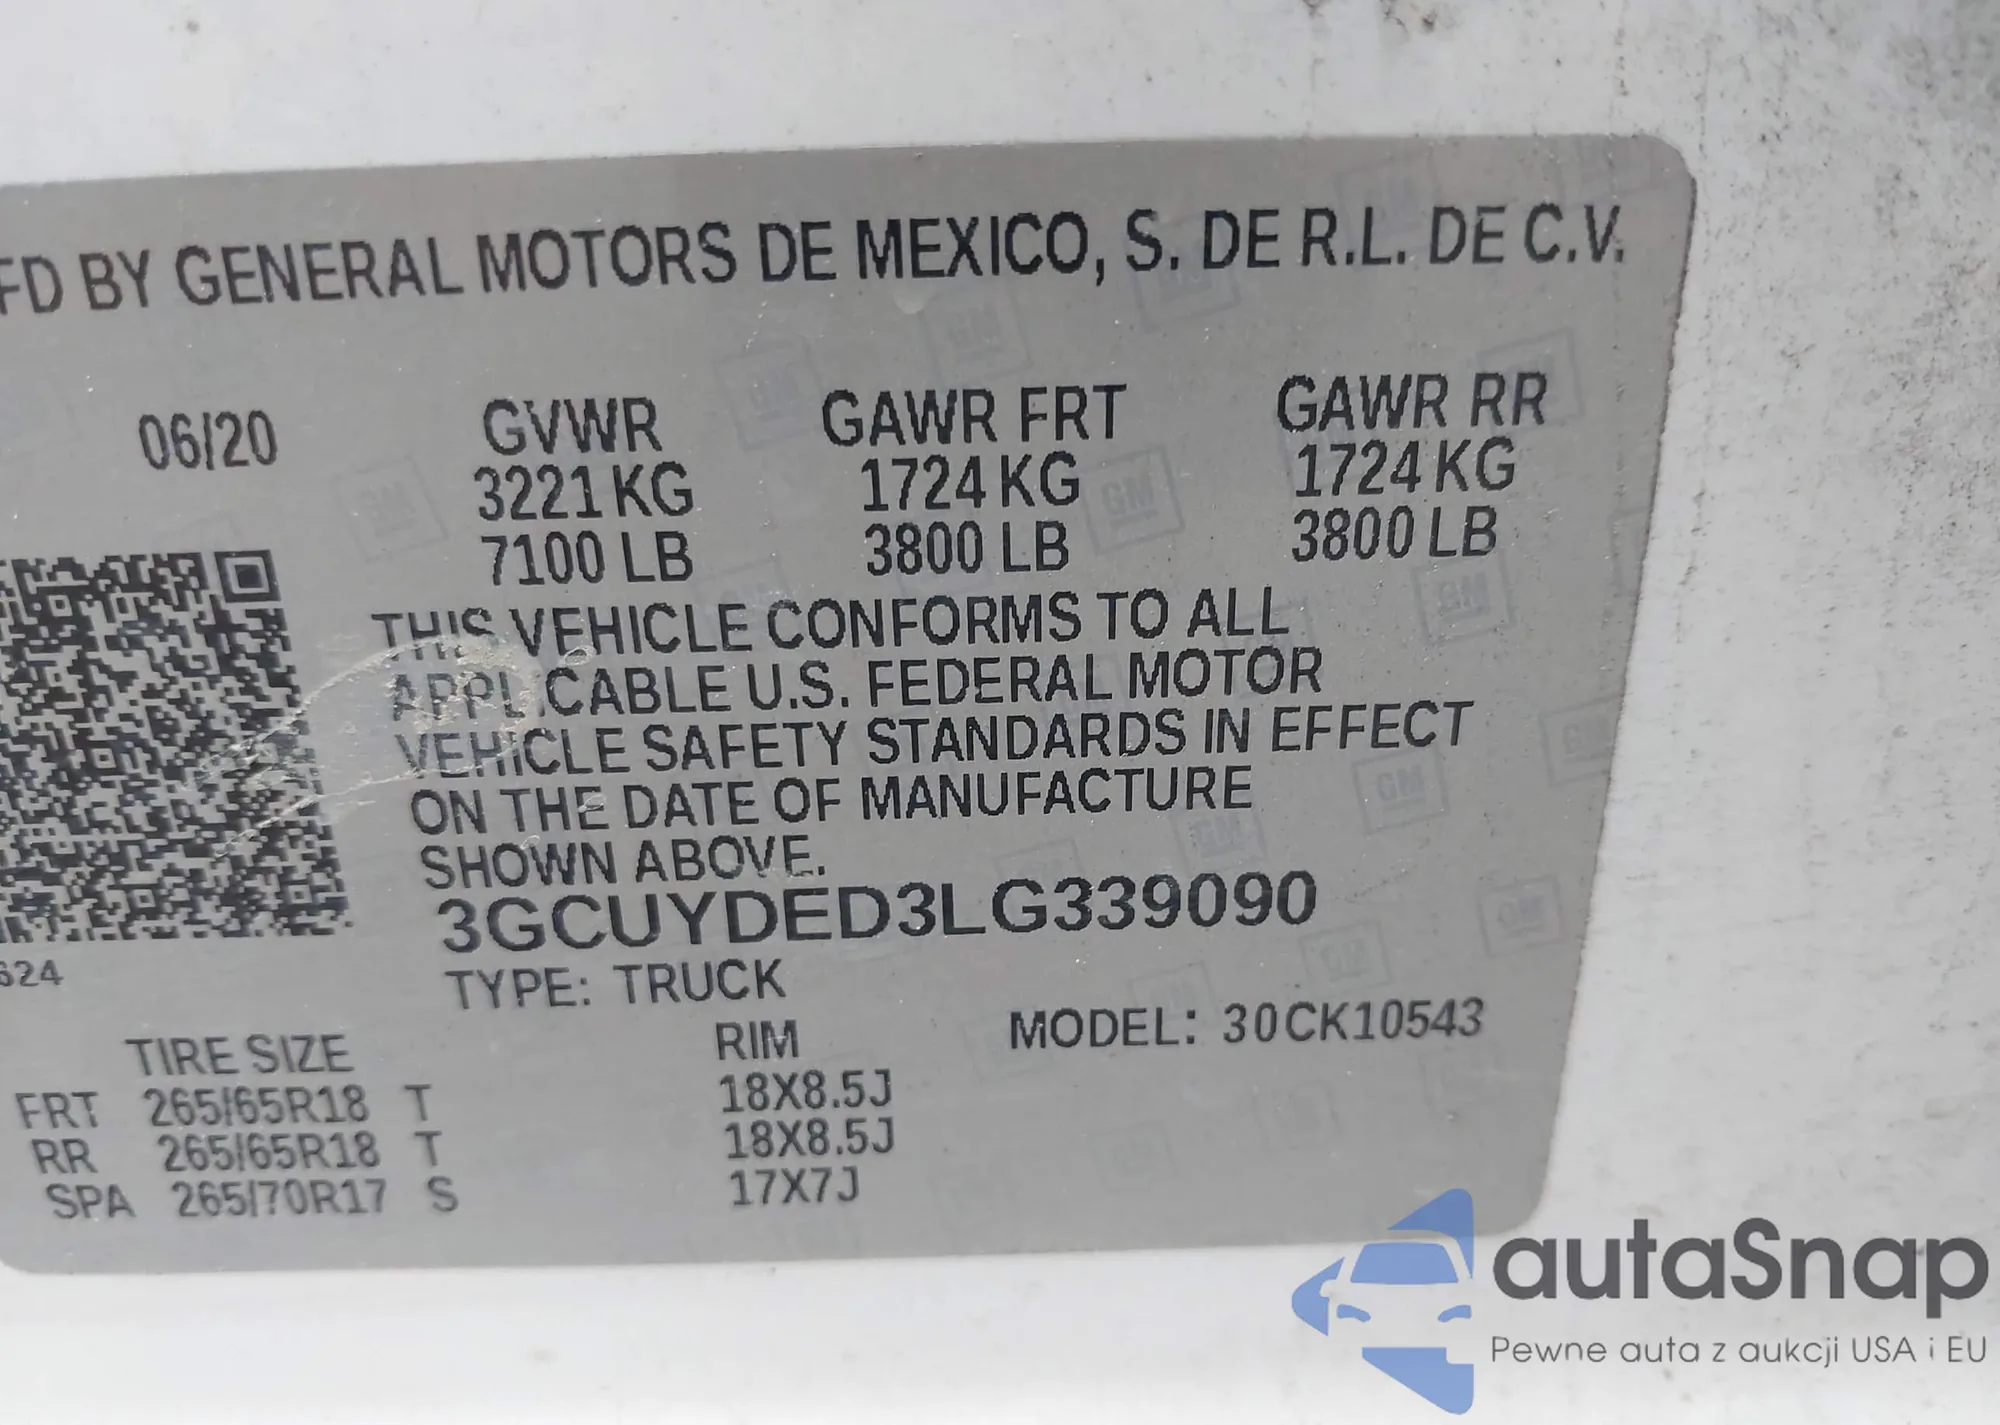 FD BY GENERAL MOTORS DE MEXICO, S. DE R.L. DE C.V.
06/20 GVWR GAWR FRT GAWR RR
3221 KG 1724 KG 1724 KG
7100 LB 3800 LB 3800 LB
THIS VEHICLE CONFORMS TO ALL
APPLICABLE U.S. FEDERAL MOTOR
VEHICLE SAFETY STANDARDS IN EFFECT
ON THE DATE OF MANUFACTURE
SHOWN ABOVE.
3GCUYDED3LG339090
624
TYPE: TRUCK
MODEL: 30CK10543
TIRE SIZE RIM
FRT 265/65R18 T 18X8.5J
RR 265/65R18 T 18X8.5J
SPA 265/70R17 S 17X7J
autaSnap
Pewne auta z aukcji USA i EU